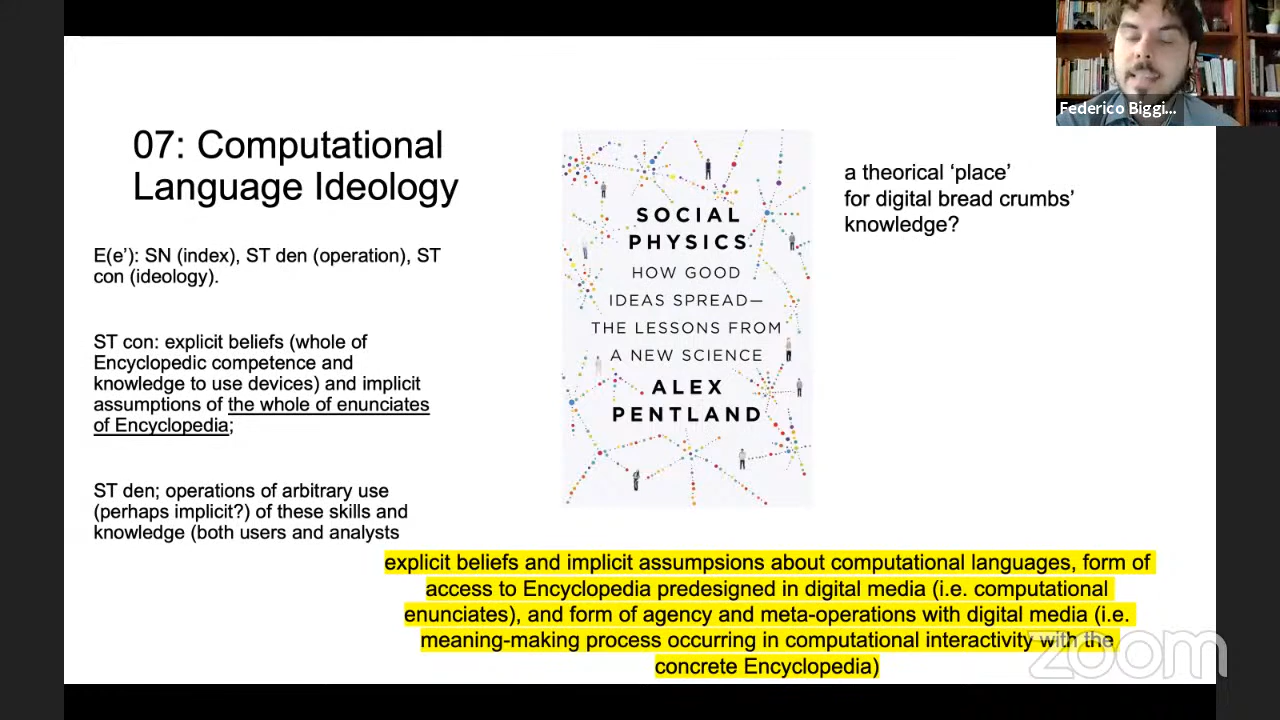 07: Computational
Language Ideology
E(e’): SN (index), ST den (operation), ST
con (ideology).
ST con: explicit beliefs (whole of
Encyclopedic competence and
knowledge to use devices) and implicit
assumptions of the whole of enunciates
of Encyclopedia;
ST den; operations of arbitrary use
(perhaps implicit?) of these skills and
knowledge (both users and analysts
SOCIAL
PHYSICS
HOW GOOD
IDEAS SPREAD—
THE LESSONS FROM
A NEW SCIENCE
ALEX
PENTLAND
a theorical ‘place’
for digital bread crumbs’
knowledge?
explicit beliefs and implicit assumpsions about computational languages, form of
access to Encyclopedia predesigned in digital media (i.e. computational
enunciates), and form of agency and meta-operations with digital media (i.e.
meaning-making process occurring in computational interactivity with the
concrete Encyclopedia)
Federico Biggi...
zoom